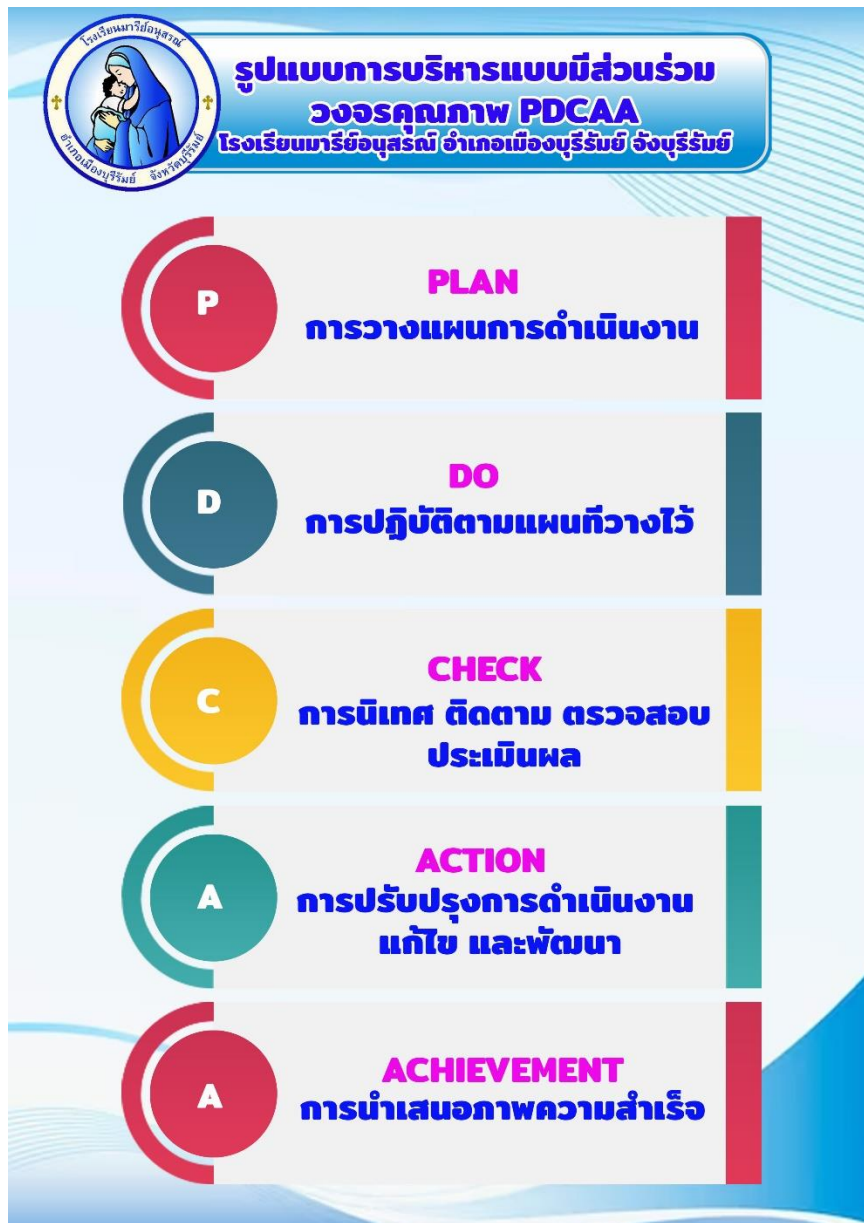 โรงเรียนมารีย์อนุสรณ์
อำเภอเมืองบุรีรัมย์ จังหวัดบุรีรัมย์
รูปแบบการบริหารแบบมีส่วนร่วม
วงจรคุณภาพ PDCAA
โรงเรียนมารีย์อนุสรณ์ อำเภอเมืองบุรีรัมย์ จังบุรีรัมย์
P
PLAN
การวางแผนการดำเนินงาน
D
DO
การปฏิบัติตามแผนที่วางไว้
C
CHECK
การนิเทศ ติดตาม ตรวจสอบ
ประเมินผล
A
ACTION
การปรับปรุงการดำเนินงาน
แก้ไข และพัฒนา
A
ACHIEVEMENT
การนำเสนอภาพความสำเร็จ